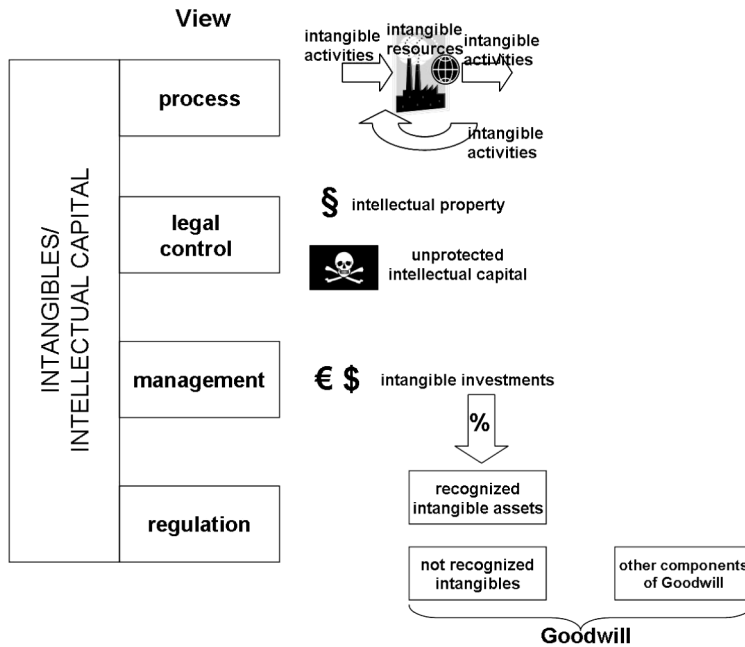 View
INTANGIBLES/
INTELLECTUAL CAPITAL
process
intangible
activities
intangible
resources
intangible
activities
intangible
activities
legal
control
§ intellectual property
unprotected
intellectual capital
management
€ $ intangible investments
%
regulation
recognized
intangible assets
not recognized
intangibles
other components
of Goodwill
Goodwill